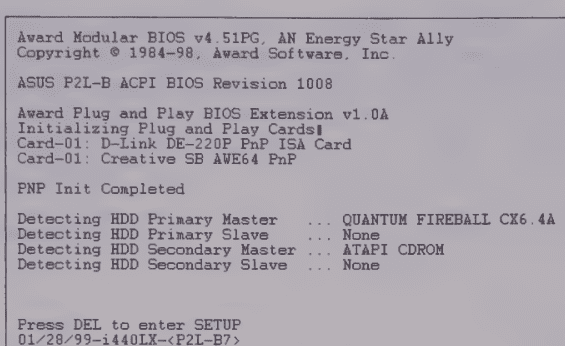 Award Modular BIOS v4.51PG, AN Energy Star Ally
Copyright © 1984-98, Award Software, Inc.
ASUS P2L-B ACPI BIOS Revision 1008
Award Plug and Play BIOS Extension v1.0A
Initializing Plug and Play Cards
Card-01: D-Link DE-220P PnP ISA Card
Card-01: Creative SB AWE64 PnP
PNP Init Completed
Detecting HDD Primary Master ... QUANTUM FIREBALL CX6.4A
Detecting HDD Primary Slave ... None
Detecting HDD Secondary Master ... ATAPI CDROM
Detecting HDD Secondary Slave ... None
Press DEL to enter SETUP
01/28/99-i440LX-<P2L-B7>